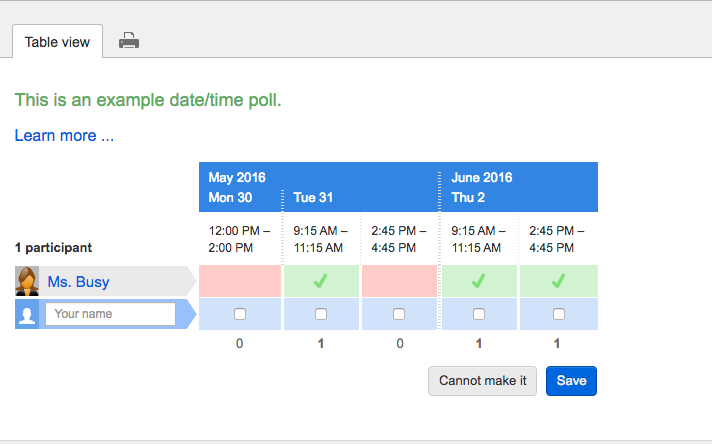 Table view
This is an example date/time poll.
Learn more ...
May 2016 June 2016
Mon 30 Tue 31 Thu 2
12:00 PM – 9:15 AM – 2:45 PM – 9:15 AM – 2:45 PM –
1 participant 2:00 PM 11:15 AM 4:45 PM 11:15 AM 4:45 PM
Ms. Busy
Your name
0 1 0 1 1
Cannot make it Save